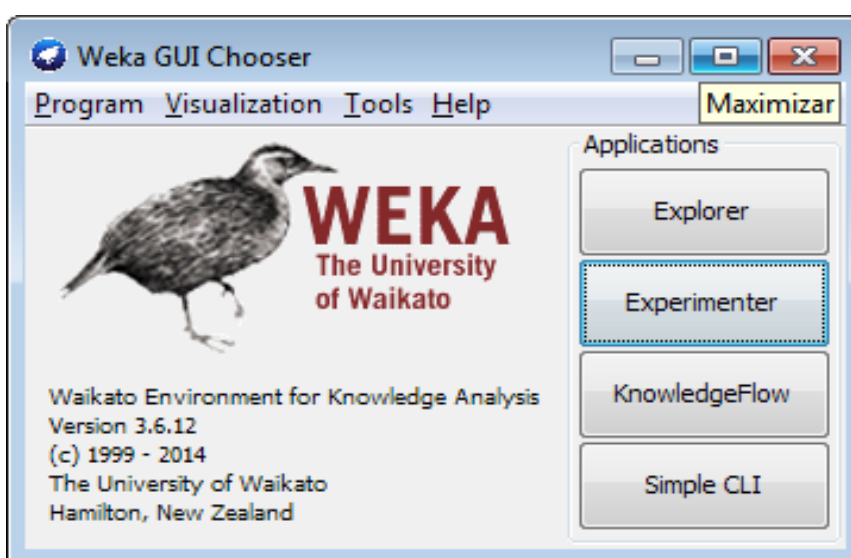 Weka GUI Chooser
Program Visualization Tools Help
Maximizar
WEKA
The University
of Waikato
Waikato Environment for Knowledge Analysis
Version 3.6.12
(c) 1999 - 2014
The University of Waikato
Hamilton, New Zealand
Applications
Explorer
Experimenter
KnowledgeFlow
Simple CLI